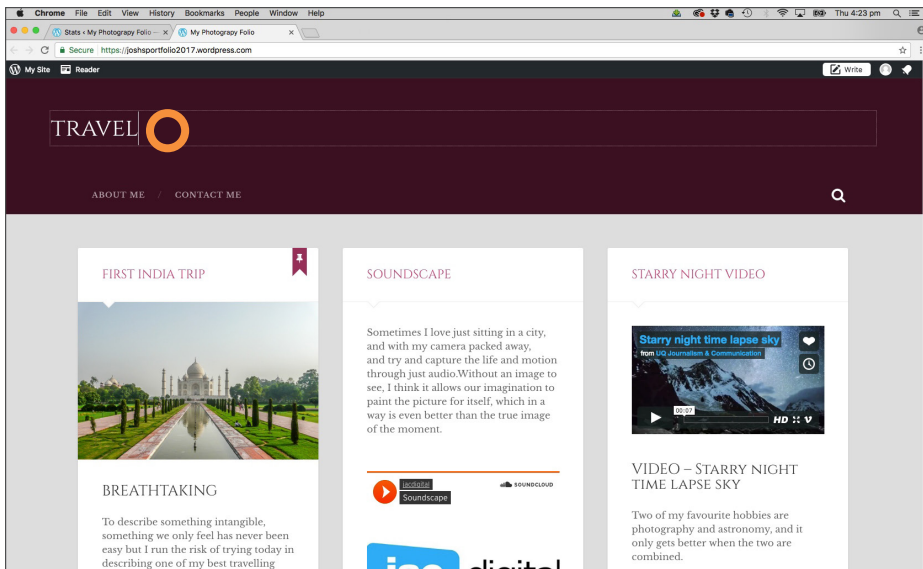 Chrome File Edit View History Bookmarks People Window Help
Thu 4:23 pm
Stats ‹ My Photograpy Folio —
My Photograpy Folio
Secure https://joshsportfolio2017.wordpress.com
My Site Reader
Write
TRAVEL
ABOUT ME / CONTACT ME
FIRST INDIA TRIP
BREATHTAKING
To describe something intangible,
something we only feel has never been
easy but I run the risk of trying today in
describing one of my best travelling
SOUNDSCAPE
Sometimes I love just sitting in a city,
and with my camera packed away,
and try and capture the life and motion
through just audio.Without an image to
see, I think it allows our imagination to
paint the picture for itself, which in a
way is even better than the true image
of the moment.
jacdigital
Soundscape
SOUNDCLOUD
digital
STARRY NIGHT VIDEO
Starry night time lapse sky
from UQ Journalism & Communication
00:07
HD
VIDEO – STARRY NIGHT
TIME LAPSE SKY
Two of my favourite hobbies are
photography and astronomy, and it
only gets better when the two are
combined.